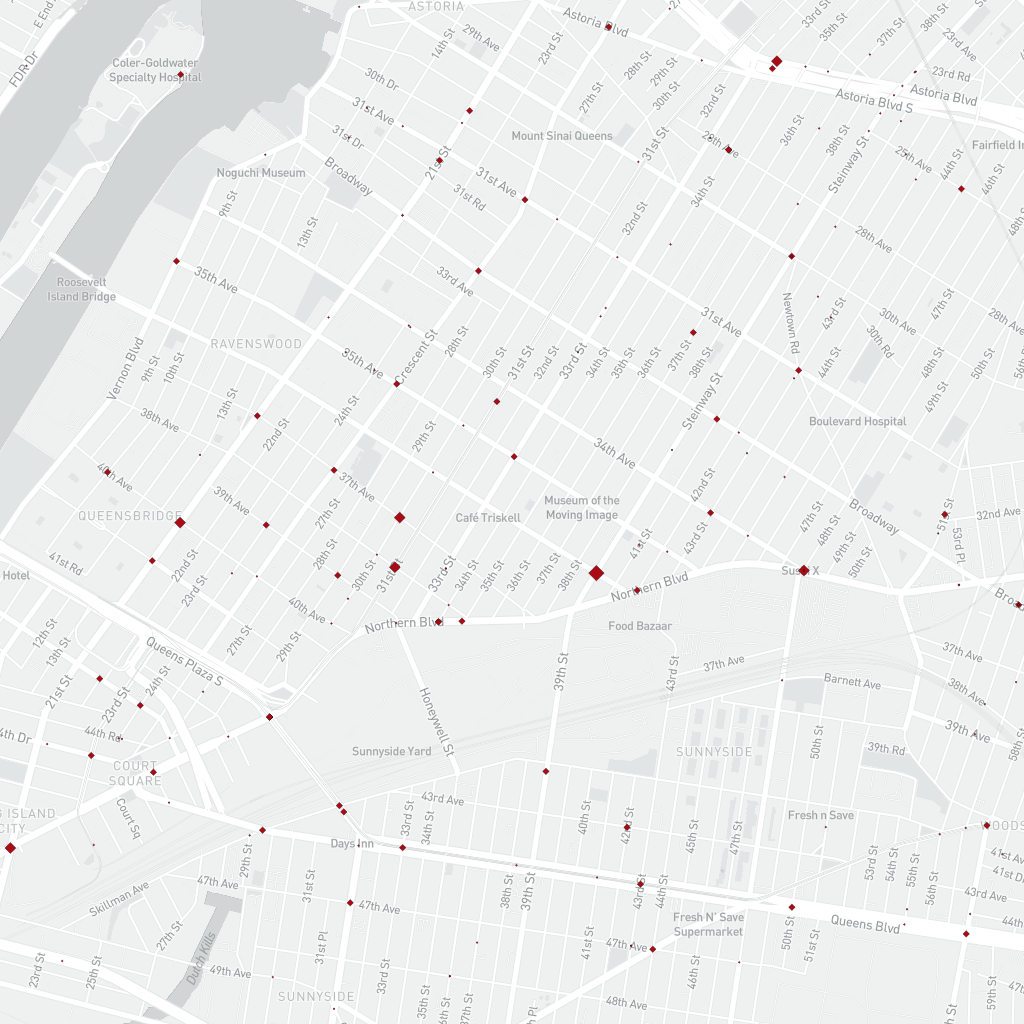 ASTORIA
E End
Astoria Blvd
33rd St
35th St
37th St
38th St
23rd Ave
FDR Dr
Coler-Goldwater
Specialty Hospital
14th St
29th Ave
23rd St
28th St
29th St
30th St
27th St
32nd St
23rd Rd
Astoria Blvd
Astoria Blvd S
30th Dr
31st Ave
31st Dr
Mount Sinai Queens
31st St
28th Ave
36th St
38th St
Steinway St
25th Ave
44th St
46th St
Noguchi Museum
Broadway
21st St
31st Ave
31st Rd
34th St
9th St
13th St
32nd St
28th Ave
Roosevelt
Island Bridge
35th Ave
33rd Ave
Newtown Rd
31st Ave
43rd St
30th Ave
30th Rd
47th St
28th Ave
RAVENSWOOD
Crescent St
28th St
35th Ave
30th St
31st St
32nd St
33rd St
34th St
35th St
36th St
37th St
38th St
44th St
48th St
49th St
50th St
Vernon Blvd
9th St
10th St
13th St
24th St
Steinway St
Boulevard Hospital
38th Ave
22nd St
29th St
34th Ave
40th Ave
37th Ave
39th Ave
27th St
42nd St
QUEENSBRIDGE
Café Triskell
Museum of the
Moving Image
Broadway
47th St
48th St
49th St
50th St
51st St
53rd Pl
32nd Ave
41st Rd
Hotel
22nd St
23rd St
28th St
30th St
31st St
33rd St
34th St
35th St
36th St
37th St
38th St
41st St
43rd St
Northern Blvd
40th Ave
Northern Blvd
Food Bazaar
12th St
13th St
Queens Plaza S
27th St
29th St
21st St
23rd St
24th St
39th St
43rd St
37th Ave
Barnett Ave
37th Ave
38th Ave
39th Ave
58th St
44th Rd
Honeywell St
Sunnyside Yard
SUNNYSIDE
50th St
39th Rd
COURT
SQUARE
Court Sq
43rd Ave
33rd St
34th St
40th St
42nd St
45th St
47th St
Fresh n Save
CITY
Days Inn
29th St
31st St
53rd St
54th St
55th St
56th St
43rd Ave
Skillman Ave
47th Ave
47th Ave
38th St
39th St
43rd St
44th St
Fresh N' Save
Supermarket
50th St
51st St
Queens Blvd
27th St
Dutch Kills
31st Pl
41st St
47th Ave
46th St
23rd St
25th St
49th Ave
33rd St
SUNNYSIDE
35th St
36th St
37th St
48th Ave
59th St